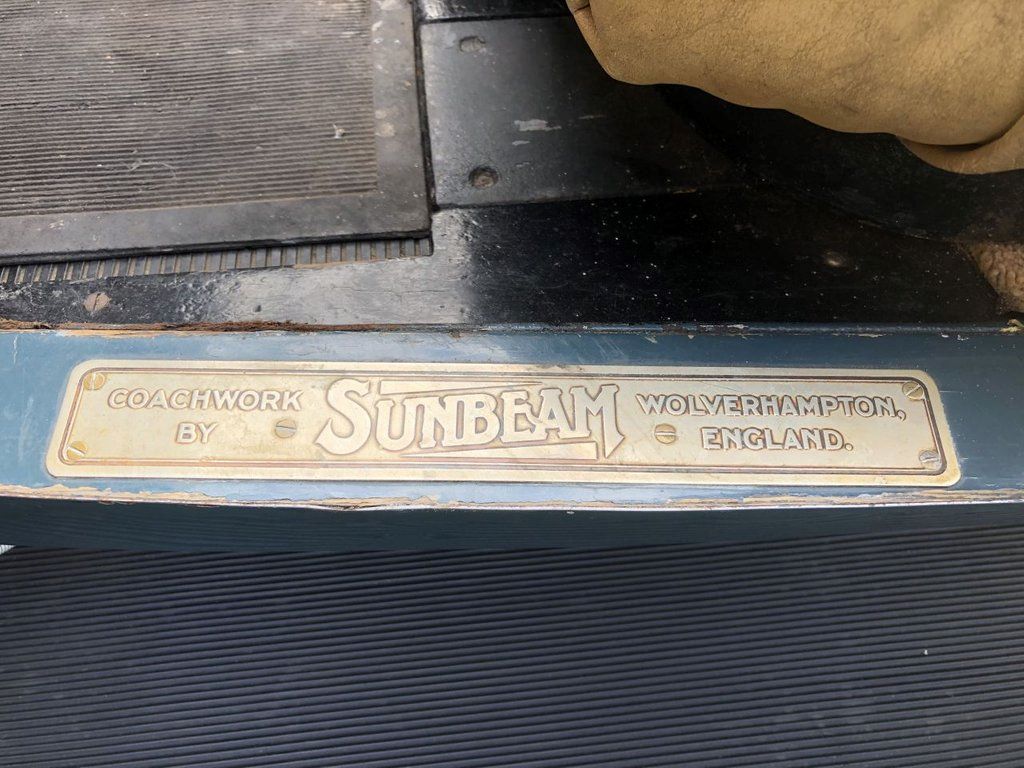 COACHWORK
BY
SUNBEAM
WOLVERHAMPTON,
ENGLAND.